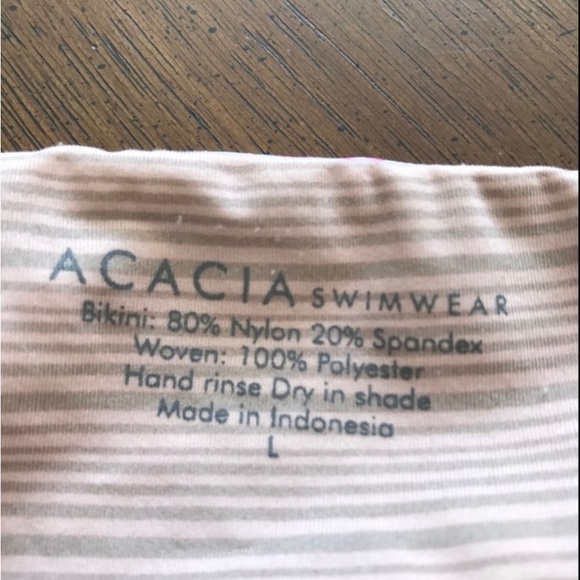 ACACIA SWIMWEAR
Bikini: 80% Nylon 20% Spandex
Woven: 100% Polyester
Hand rinse Dry in shade
Made in Indonesia
L